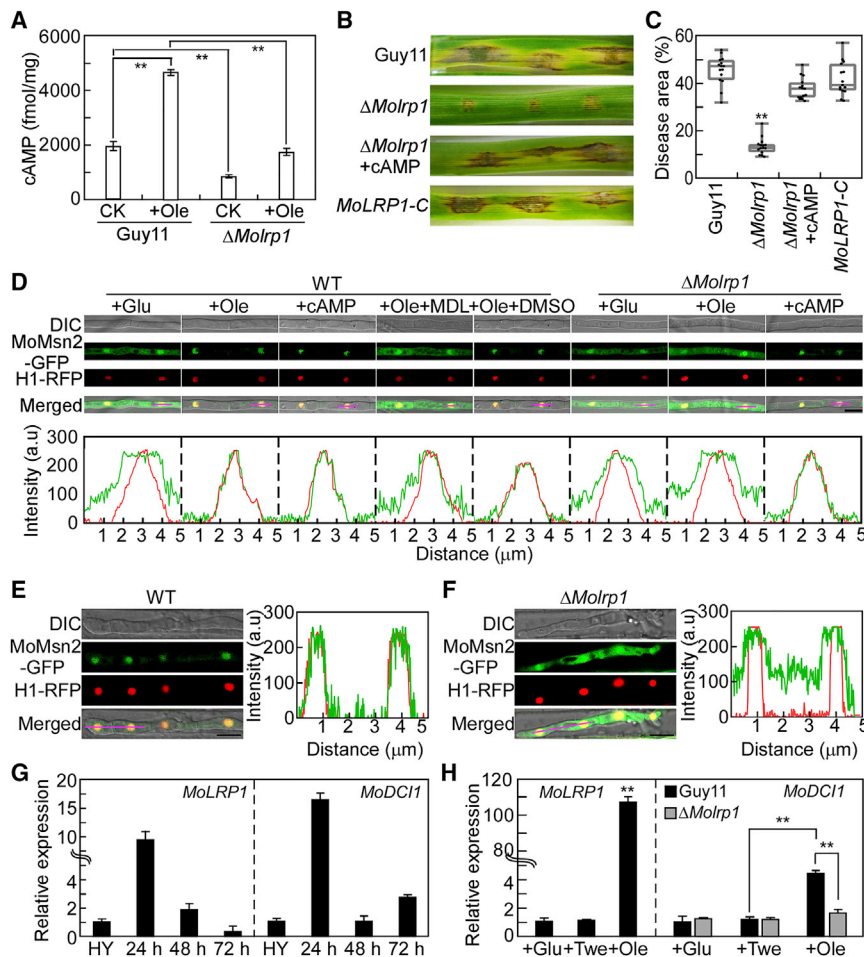 A
cAMP (fmol/mg)
6000
4000
2000
0
**
**
**
CK +Ole CK +Ole
Guy11 ΔMolrp1
B
Guy11
ΔMolrp1
ΔMolrp1
+cAMP
MoLRP1-C
C
Disease area (%)
60
40
20
0
**
Guy11
ΔMolrp1
ΔMolrp1
+cAMP
MoLRP1-C
D
WT ΔMolrp1
+Glu +Ole +cAMP +Ole+MDL +Ole+DMSO +Glu +Ole +cAMP
DIC
MoMsn2
-GFP
H1-RFP
Merged
Intensity (a.u)
300
200
100
0
1 2 3 4 5 1 2 3 4 5 1 2 3 4 5 1 2 3 4 5 1 2 3 4 5 1 2 3 4 5 1 2 3 4 5 1 2 3 4 5
Distance (μm)
E
WT
DIC
MoMsn2
-GFP
H1-RFP
Merged
Intensity (a.u)
300
200
100
0
1 2 3 4 5
Distance (μm)
F
ΔMolrp1
DIC
MoMsn2
-GFP
H1-RFP
Merged
Intensity (a.u)
300
200
100
0
1 2 3 4 5
Distance (μm)
G
Relative expression
20
15
10
4
2
0
MoLRP1 MoDCI1
HY 24 h 48 h 72 h HY 24 h 48 h 72 h
H
Relative expression
120
100
80
6
4
2
0
MoLRP1
**
Guy11
ΔMolrp1
MoDCI1
**
**
+Glu +Twe +Ole +Glu +Twe +Ole